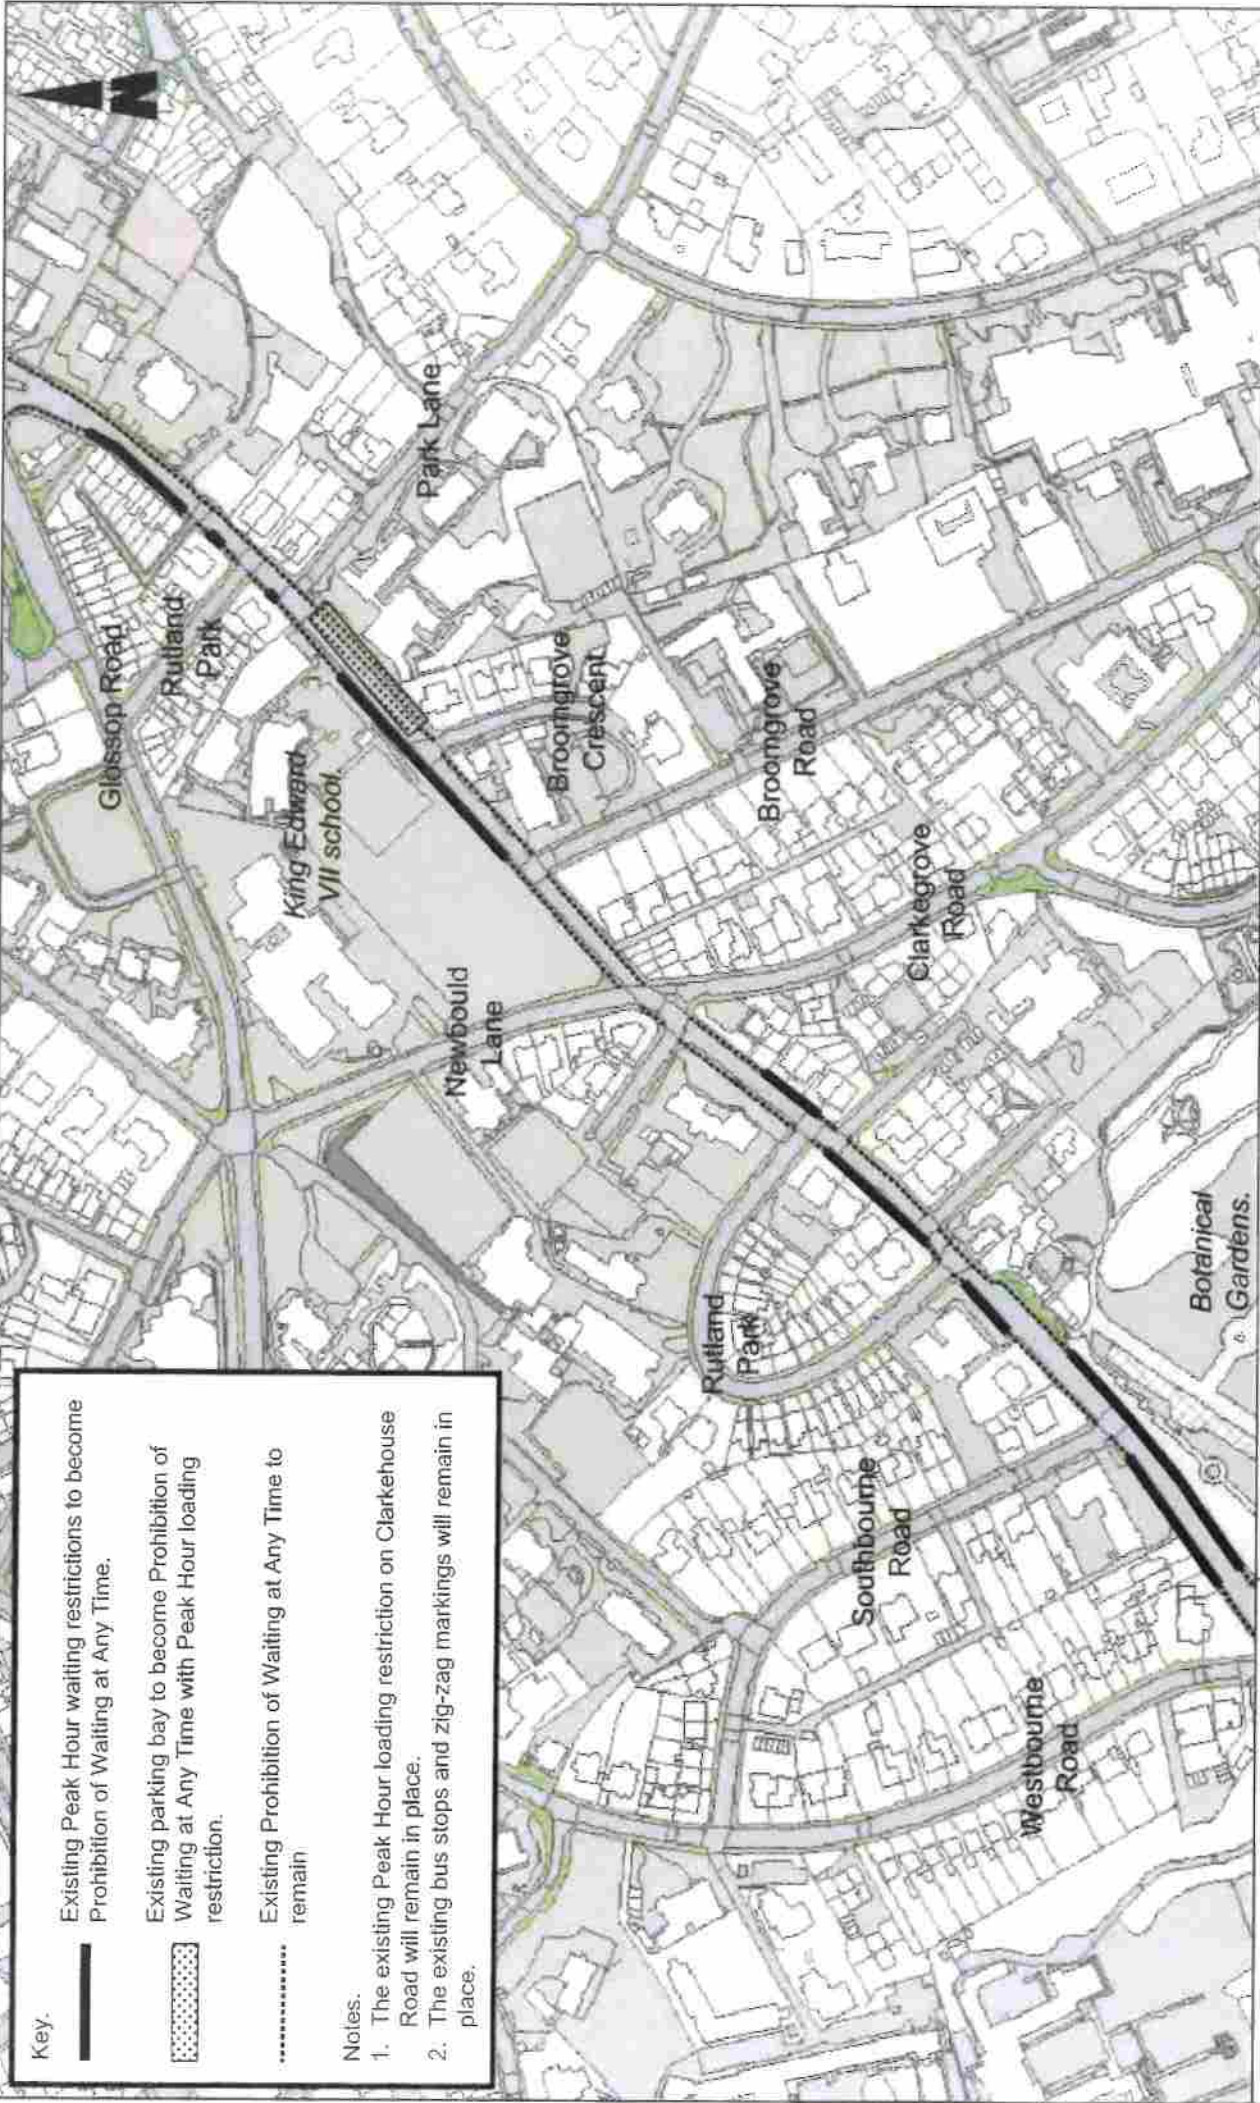 Key.
Existing Peak Hour waiting restrictions to become
Prohibition of Waiting at Any Time.
Existing parking bay to become Prohibition of
Waiting at Any Time with Peak Hour loading
restriction.
Existing Prohibition of Waiting at Any Time to
remain
Notes.
1. The existing Peak Hour loading restriction on Clarkehouse
Road will remain in place.
2. The existing bus stops and zig-zag markings will remain in
place.
N
Glossop Road
Rutland
Park
King Edward
VII school.
Park Lane
Newbould
Lane
Broomgrove
Crescent
Broomgrove
Road
Clarkegrove
Road
Rutland
Park
Southbourne
Road
Westbourne
Road
Botanical
Gardens.